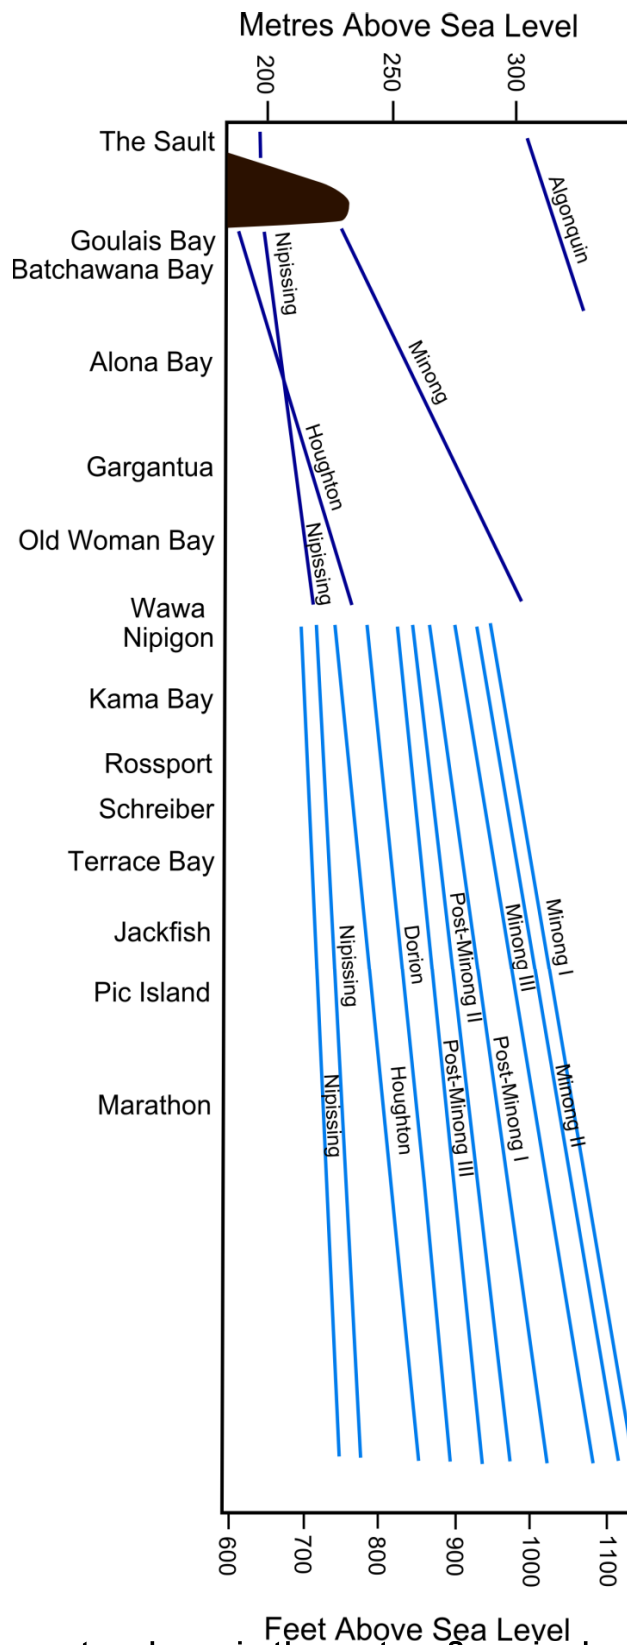 Metres Above Sea Level
200
250
300
The Sault
Algonquin
Goulais Bay
Nipissing
Batchawana Bay
Alona Bay
Minong
Gargantua
Houghton
Old Woman Bay
Nipissing
Wawa
Nipigon
Kama Bay
Rossport
Schreiber
Terrace Bay
Jackfish
Nipissing
Dorion
Post-Minong II
Minong III
Minong I
Pic Island
Marathon
Nipissing
Houghton
Post-Minong III
Post-Minong I
Minong II
600
700
800
900
1000
1100
Feet Above Sea Level